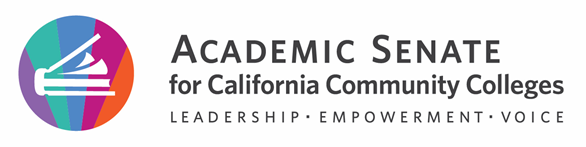 ACADEMIC SENATE
for California Community Colleges
LEADERSHIP · EMPOWERMENT · VOICE